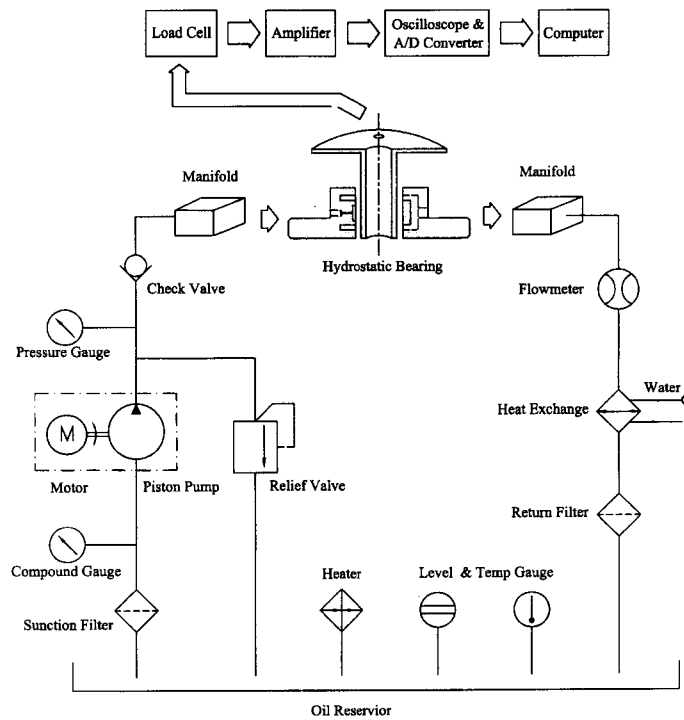 Load Cell
Amplifier
Oscilloscope &
A/D Converter
Computer
Manifold
Manifold
Hydrostatic Bearing
Check Valve
Flowmeter
Pressure Gauge
Water
Heat Exchange
M
Motor
Piston Pump
Relief Valve
Return Filter
Compound Gauge
Heater
Level & Temp Gauge
Sunction Filter
Oil Reservior